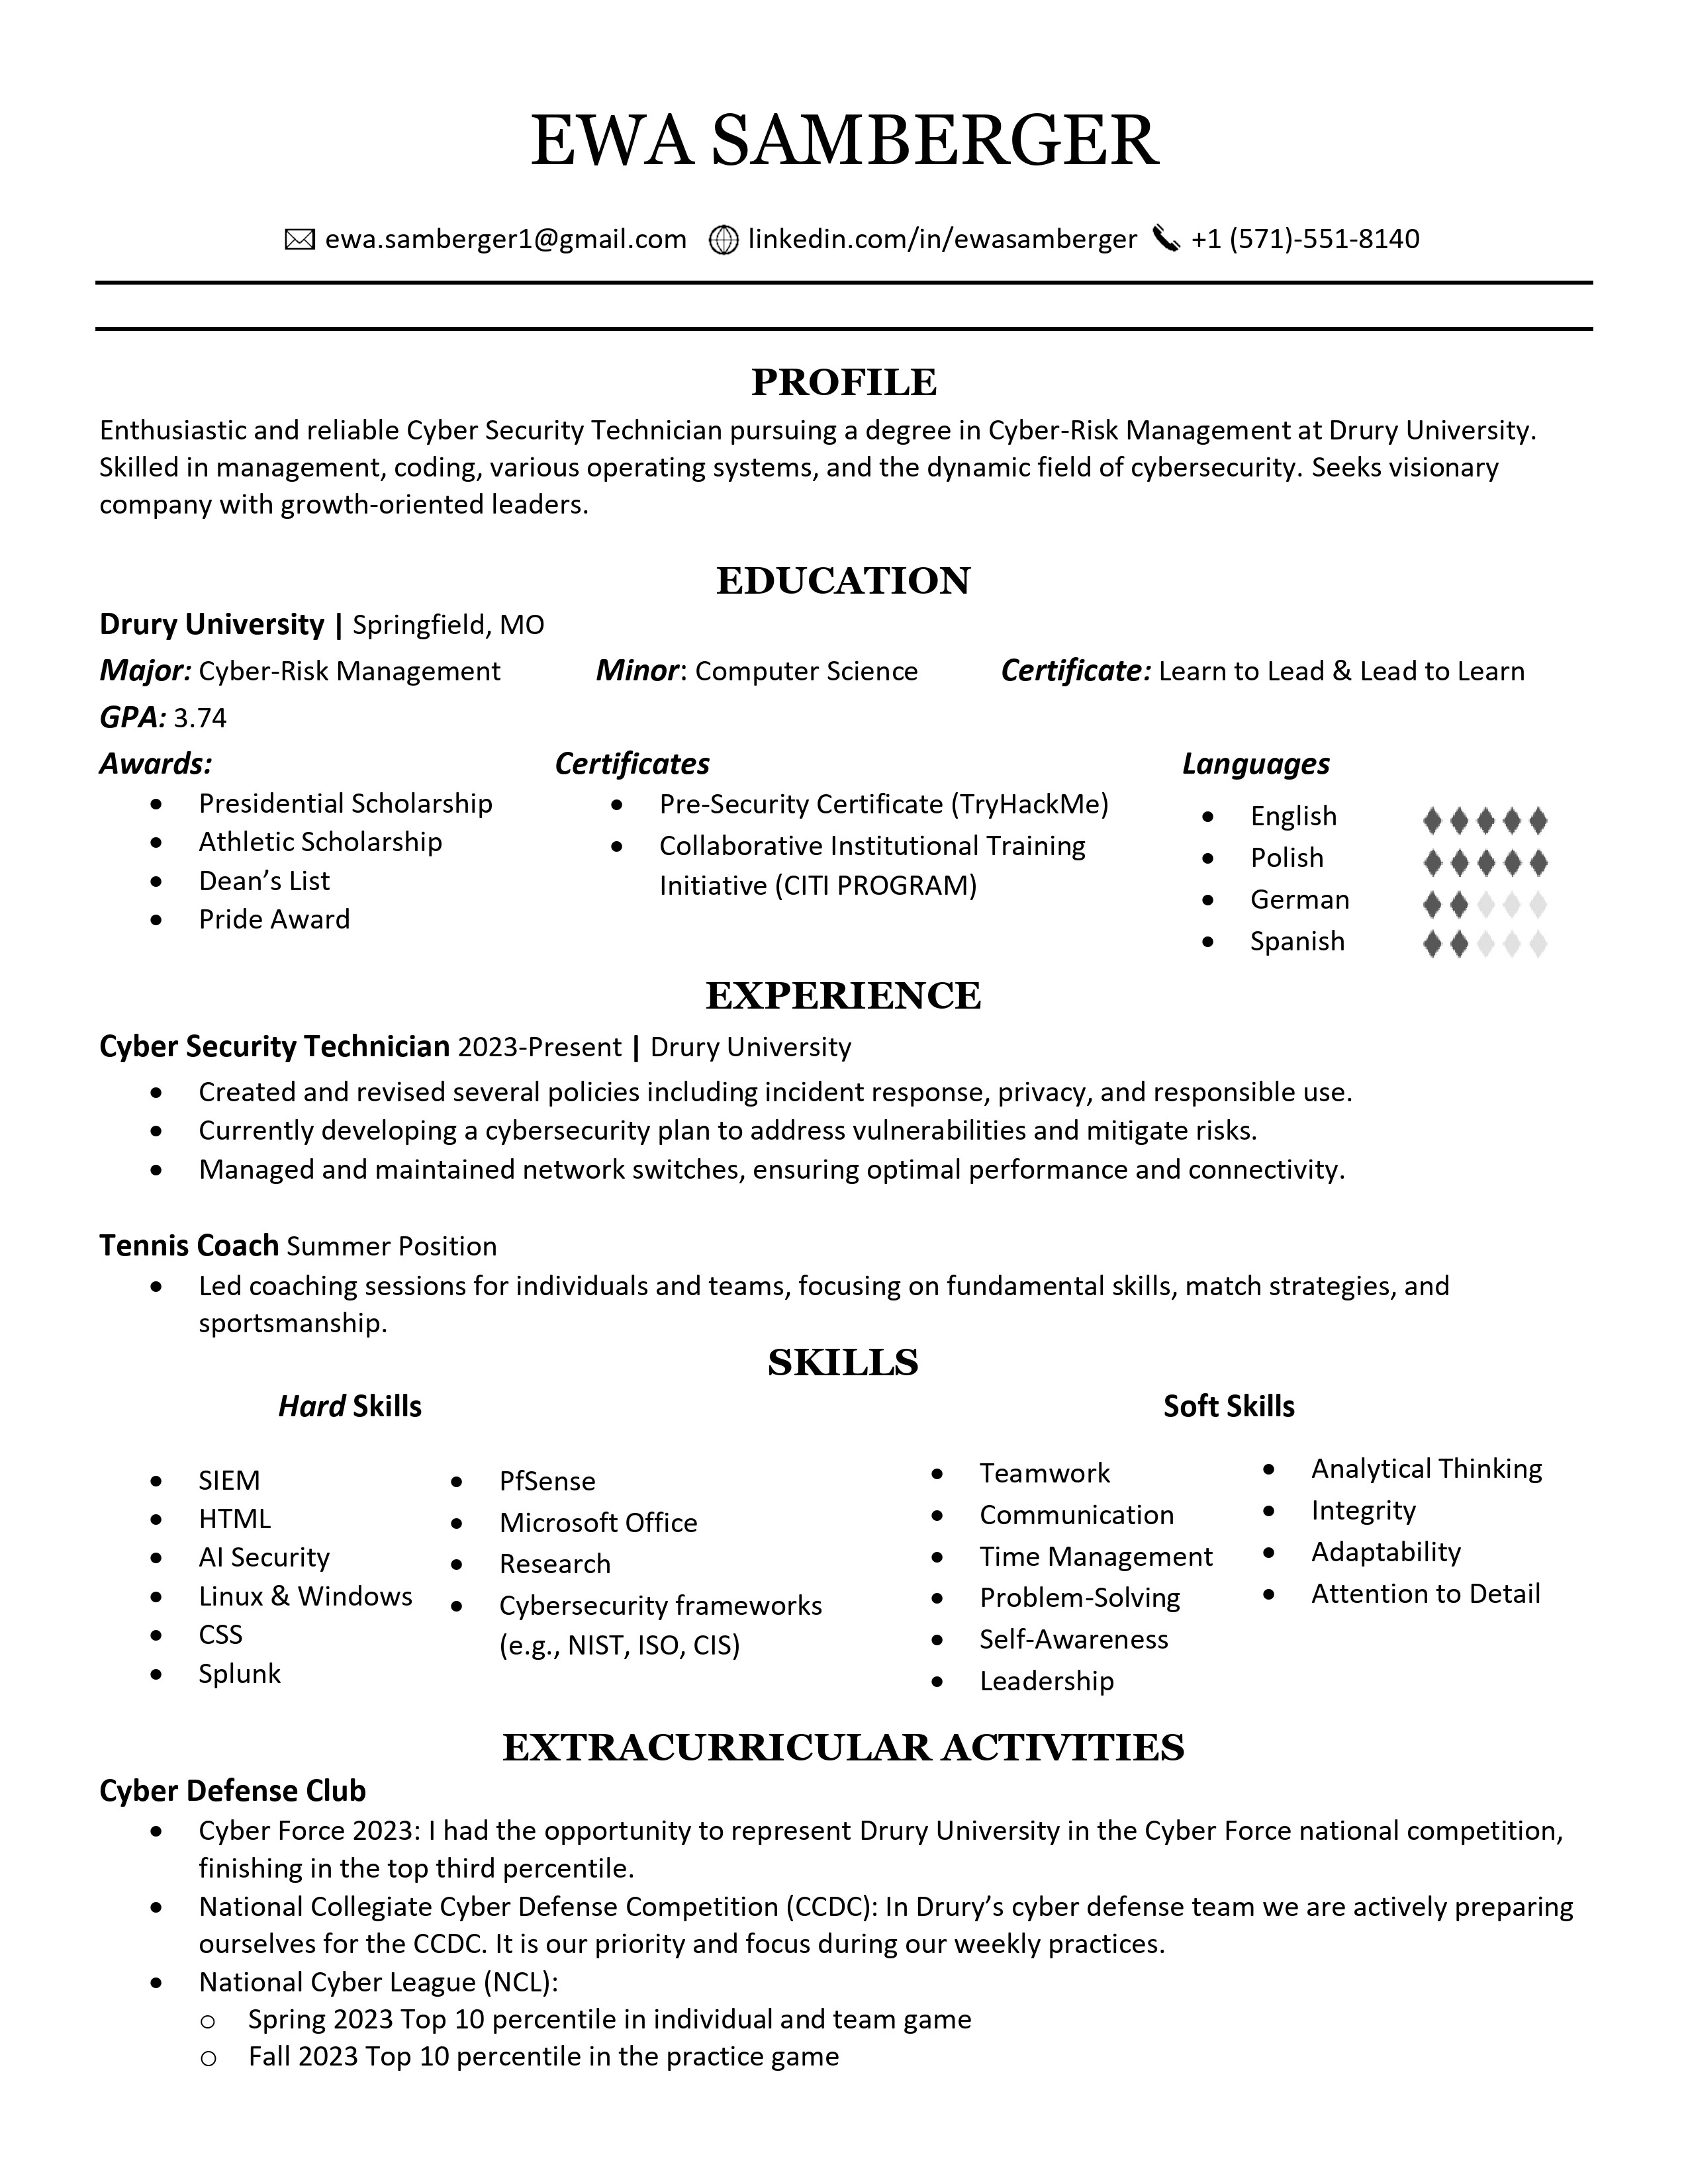 EWA SAMBERGER
ewa.samberger1@gmail.com linkedin.com/in/ewasamberger +1 (571)-551-8140
PROFILE
Enthusiastic and reliable Cyber Security Technician pursuing a degree in Cyber-Risk Management at Drury University.
Skilled in management, coding, various operating systems, and the dynamic field of cybersecurity. Seeks visionary
company with growth-oriented leaders.
EDUCATION
Drury University | Springfield, MO
Major: Cyber-Risk Management Minor: Computer Science Certificate: Learn to Lead & Lead to Learn
GPA: 3.74
Awards:
• Presidential Scholarship
• Athletic Scholarship
• Dean’s List
• Pride Award
Certificates
• Pre-Security Certificate (TryHackMe)
• Collaborative Institutional Training
Initiative (CITI PROGRAM)
Languages
• English
• Polish
• German
• Spanish
EXPERIENCE
Cyber Security Technician 2023-Present | Drury University
• Created and revised several policies including incident response, privacy, and responsible use.
• Currently developing a cybersecurity plan to address vulnerabilities and mitigate risks.
• Managed and maintained network switches, ensuring optimal performance and connectivity.
Tennis Coach Summer Position
• Led coaching sessions for individuals and teams, focusing on fundamental skills, match strategies, and
sportsmanship.
SKILLS
Hard Skills
• SIEM
• HTML
• AI Security
• Linux & Windows
• CSS
• Splunk
• PfSense
• Microsoft Office
• Research
• Cybersecurity frameworks
(e.g., NIST, ISO, CIS)
Soft Skills
• Teamwork
• Communication
• Time Management
• Problem-Solving
• Self-Awareness
• Leadership
• Analytical Thinking
• Integrity
• Adaptability
• Attention to Detail
EXTRACURRICULAR ACTIVITIES
Cyber Defense Club
• Cyber Force 2023: I had the opportunity to represent Drury University in the Cyber Force national competition,
finishing in the top third percentile.
• National Collegiate Cyber Defense Competition (CCDC): In Drury’s cyber defense team we are actively preparing
ourselves for the CCDC. It is our priority and focus during our weekly practices.
• National Cyber League (NCL):
o Spring 2023 Top 10 percentile in individual and team game
o Fall 2023 Top 10 percentile in the practice game